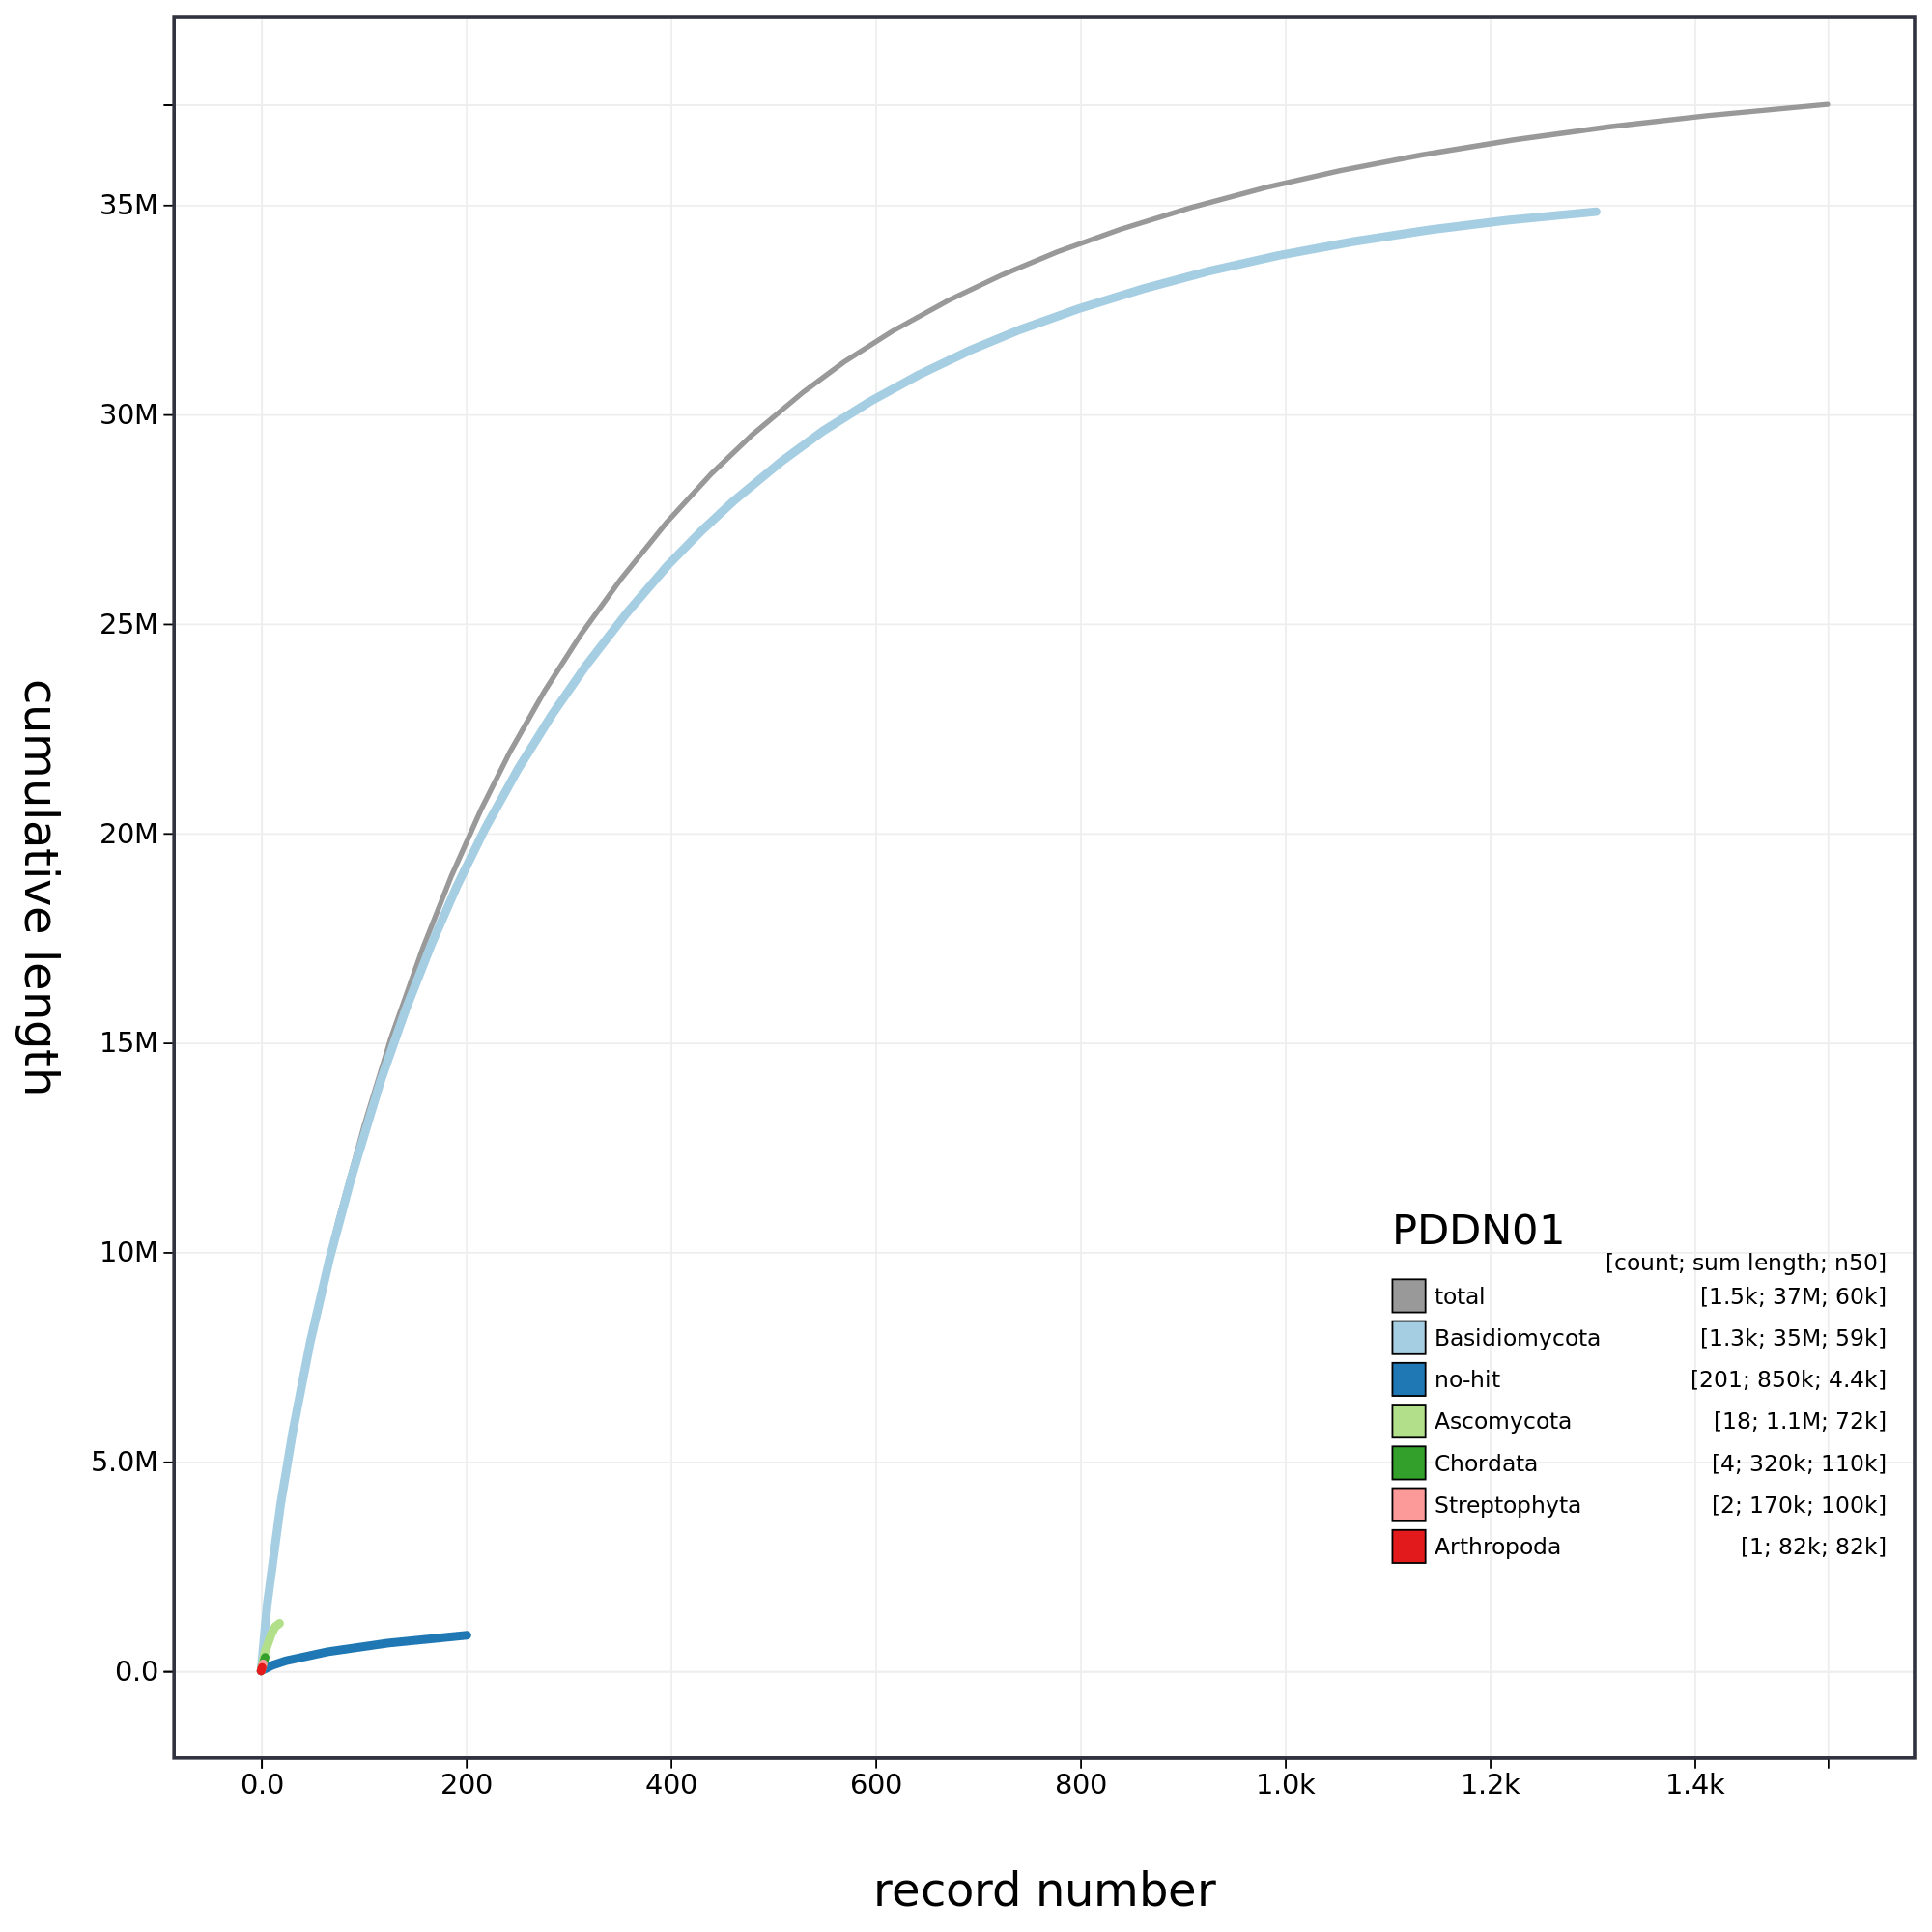 cumulative length
35M
30M
25M
20M
15M
10M
5.0M
0.0
PDDN01
[count; sum length; n50]
total [1.5k; 37M; 60k]
Basidiomycota [1.3k; 35M; 59k]
no-hit [201; 850k; 4.4k]
Ascomycota [18; 1.1M; 72k]
Chordata [4; 320k; 110k]
Streptophyta [2; 170k; 100k]
Arthropoda [1; 82k; 82k]
0.0 200 400 600 800 1.0k 1.2k 1.4k
record number